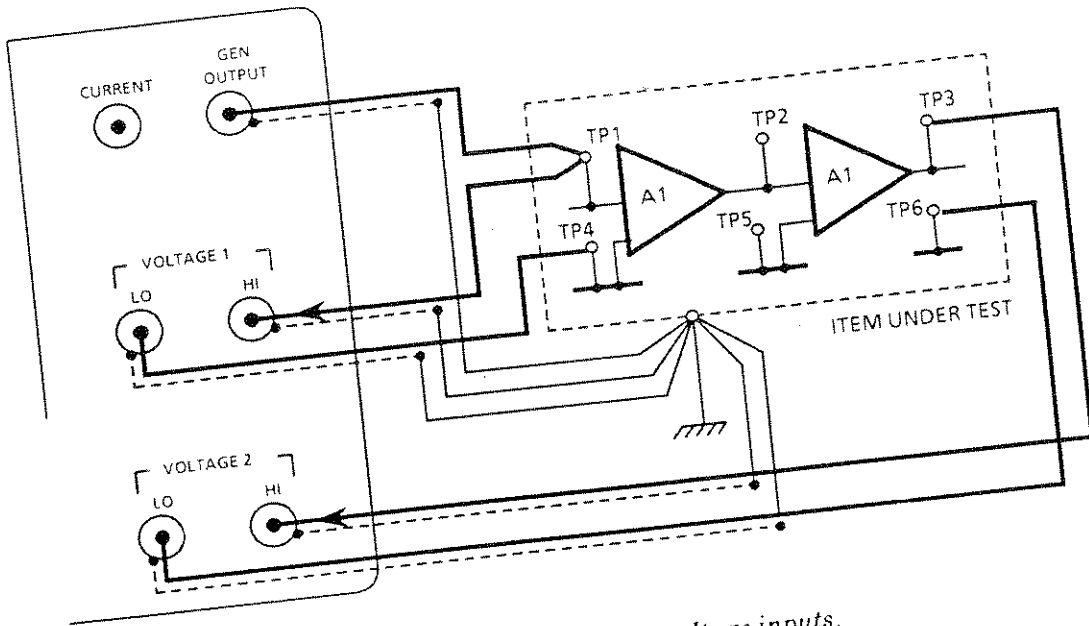 CURRENT
GEN
OUTPUT
TP1
TP2
TP3
A1
A1
TP4
TP5
TP6
VOLTAGE 1
LO
HI
ITEM UNDER TEST
VOLTAGE 2
LO
HI
inputs.